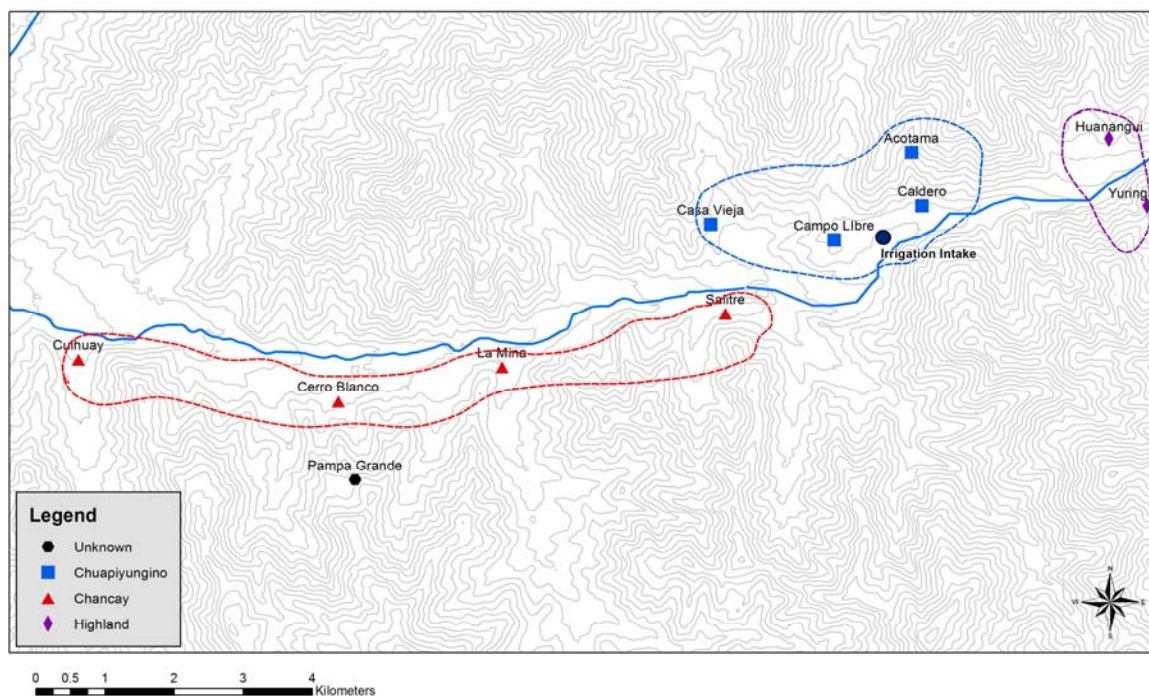 Huanangui
Acotama
Caldero
Yuring
Casa Vieja
Campo LIbre
Irrigation Intake
Salitre
Culhuay
La Mina
Cerro Blanco
Pampa Grande
Legend
Unknown
Chuapiyungino
Chancay
Highland
N
W E
S
0 0.5 1 2 3 4
Kilometers